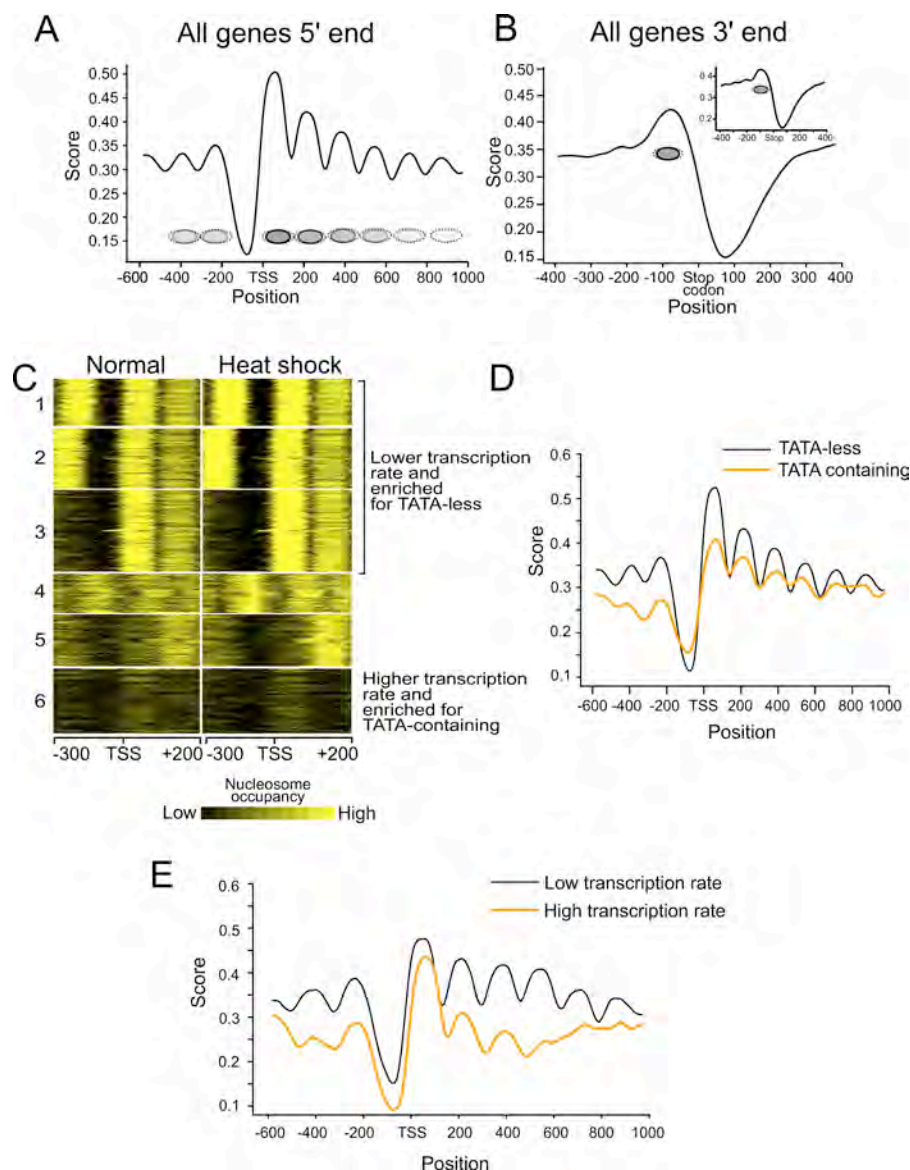 A
All genes 5' end
Score
0.50
0.45
0.40
0.35
0.30
0.25
0.20
0.15
-600 -400 -200 TSS 200 400 600 800 1000
Position
B
All genes 3' end
Score
0.50
0.45
0.40
0.35
0.30
0.25
0.20
0.15
-400 -300 -200 -100 Stop codon 100 200 300 400
Position
0.4
0.3
0.2
-400 -200 Stop 200 400
C
Normal Heat shock
1
2
3
4
5
6
Lower transcription
rate and
enriched
for TATA-less
Higher transcription
rate and
enriched for
TATA-containing
-300 TSS +200 -300 TSS +200
Nucleosome
occupancy
Low High
D
TATA-less
TATA containing
Score
0.6
0.5
0.4
0.3
0.2
0.1
-600 -400 -200 TSS 200 400 600 800 1000
Position
E
Low transcription rate
High transcription rate
Score
0.6
0.5
0.4
0.3
0.2
0.1
-600 -400 -200 TSS 200 400 600 800 1000
Position